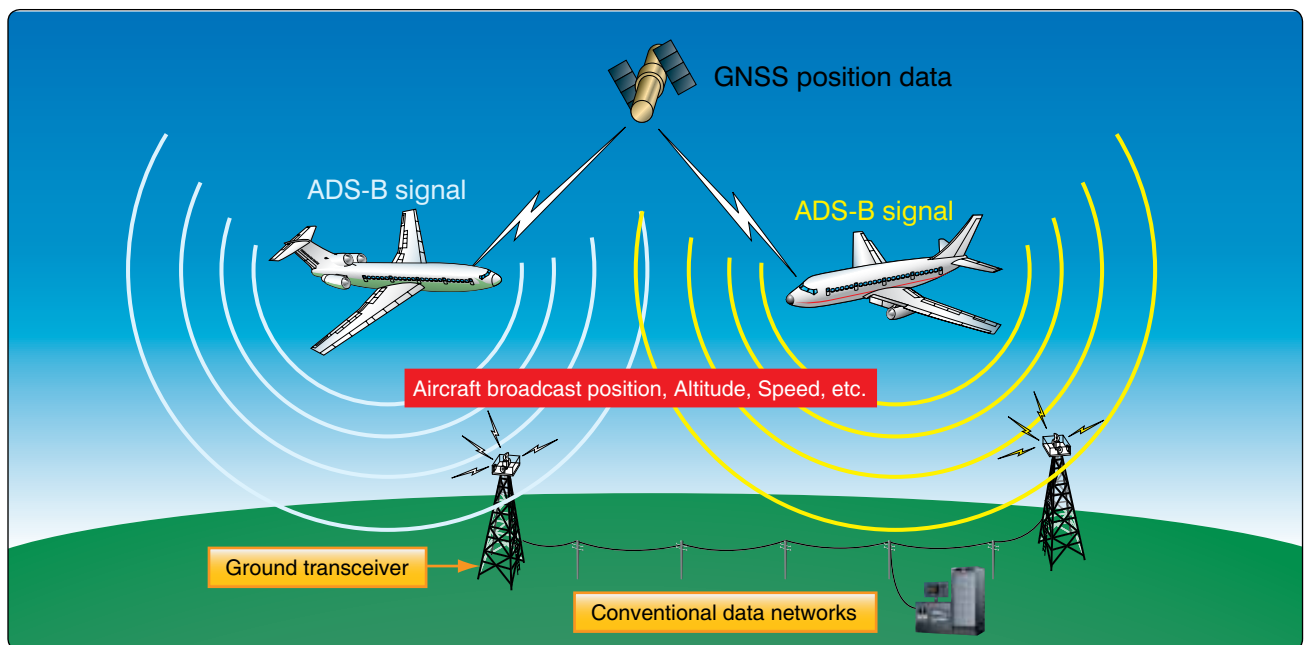 GNSS position data
ADS-B signal
ADS-B signal
Aircraft broadcast position, Altitude, Speed, etc.
Ground transceiver
Conventional data networks